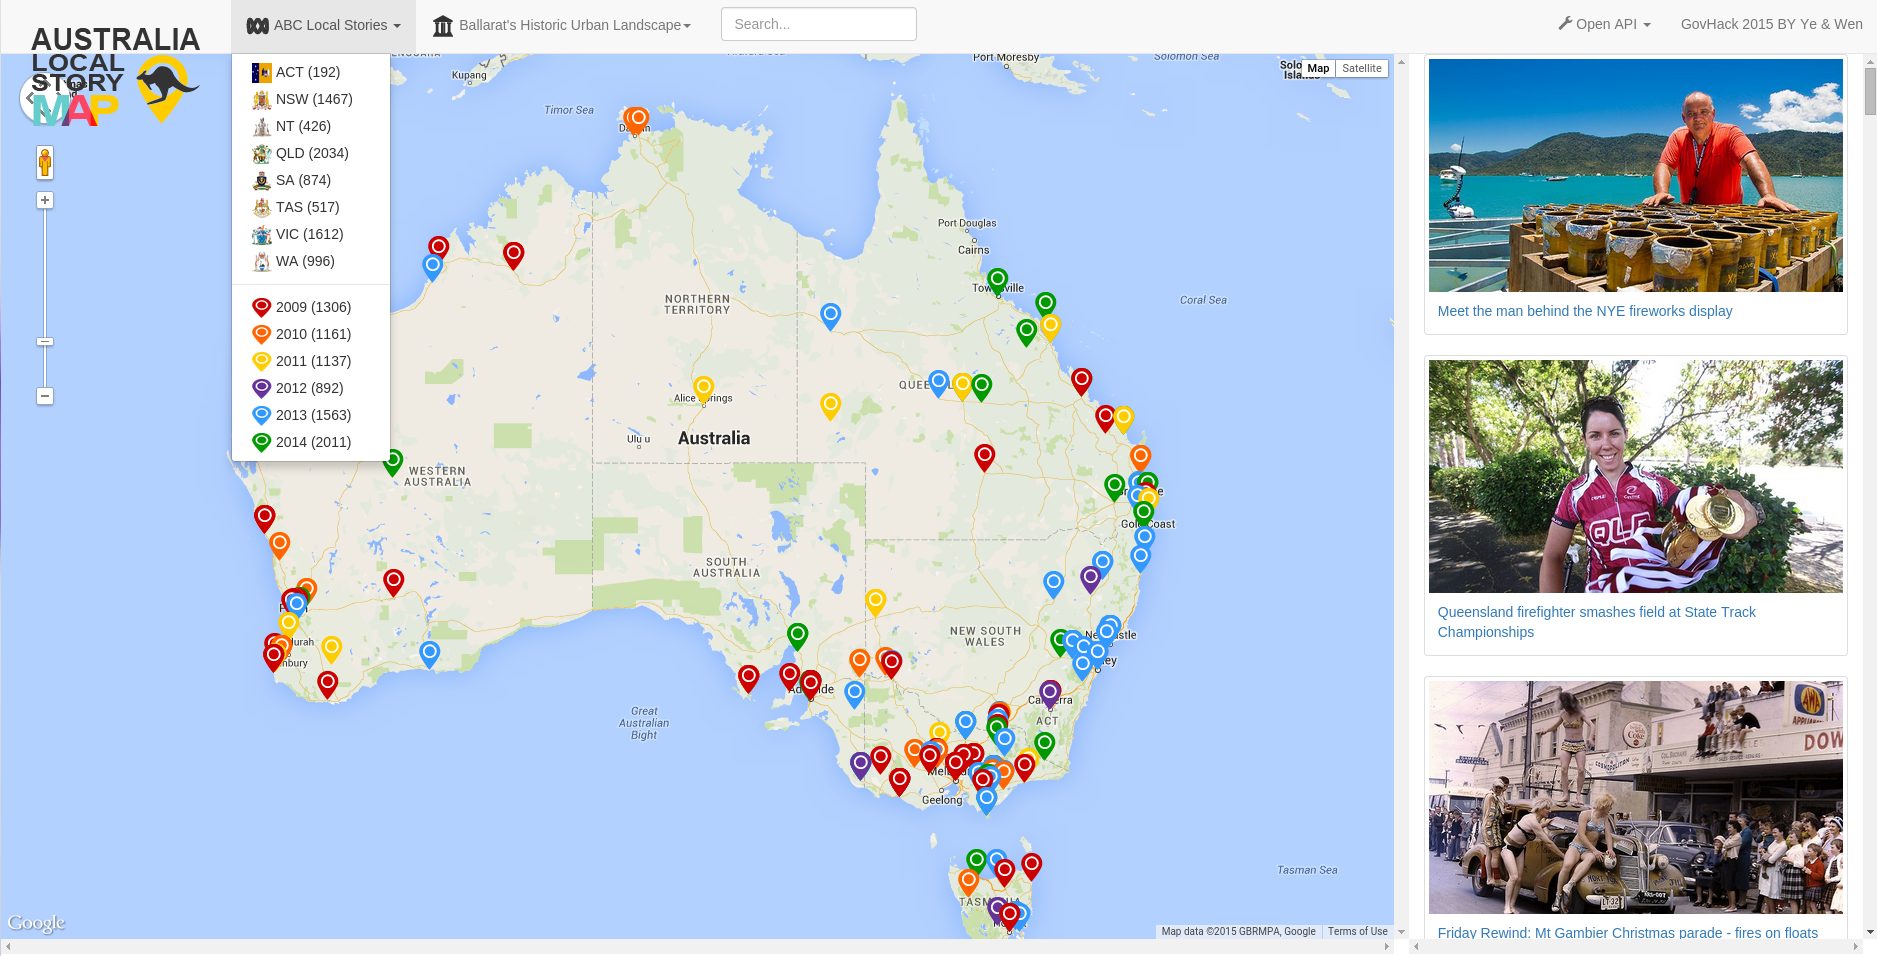 AUSTRALIA
LOCAL
STORY
MAP
ABC Local Stories
Ballarat's Historic Urban Landscape
Search...
Open API
GovHack 2015 BY Ye & Wen
ACT (192)
NSW (1467)
NT (426)
QLD (2034)
SA (874)
TAS (517)
VIC (1612)
WA (996)
2009 (1306)
2010 (1161)
2011 (1137)
2012 (892)
2013 (1563)
2014 (2011)
Kupang
Timor Sea
Port Moresby
Solomon Sea
Map
Satellite
Port Douglas
Cairns
Coral Sea
NORTHERN
TERRITORY
Australia
WESTERN
AUSTRALIA
SOUTH
AUSTRALIA
NEW SOUTH
WALES
ACT
Great
Australian
Bight
Geelong
Tasman Sea
Google
Map data ©2015 GBRMPA, Google
Terms of Use
Meet the man behind the NYE fireworks display
QLD
Queensland firefighter smashes field at State Track
Championships
AWA
DOW
Friday Rewind: Mt Gambier Christmas parade - fires on floats